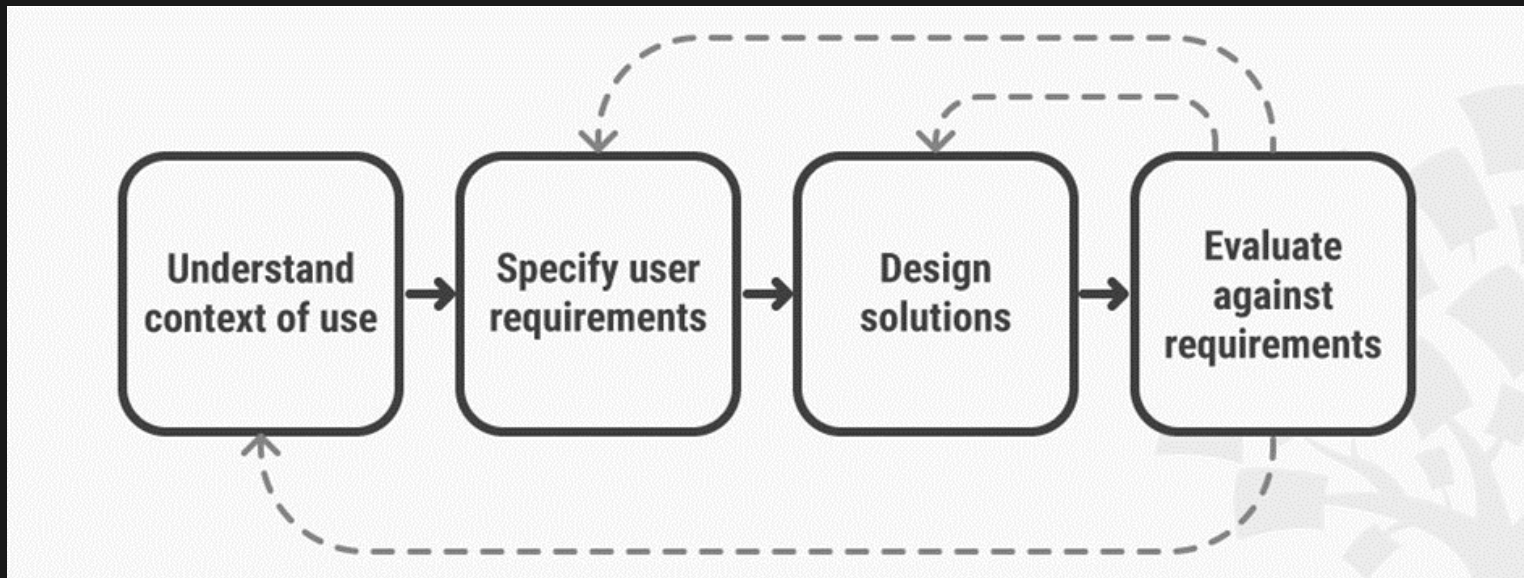 Understand
context of use
Specify user
requirements
Design
solutions
Evaluate
against
requirements